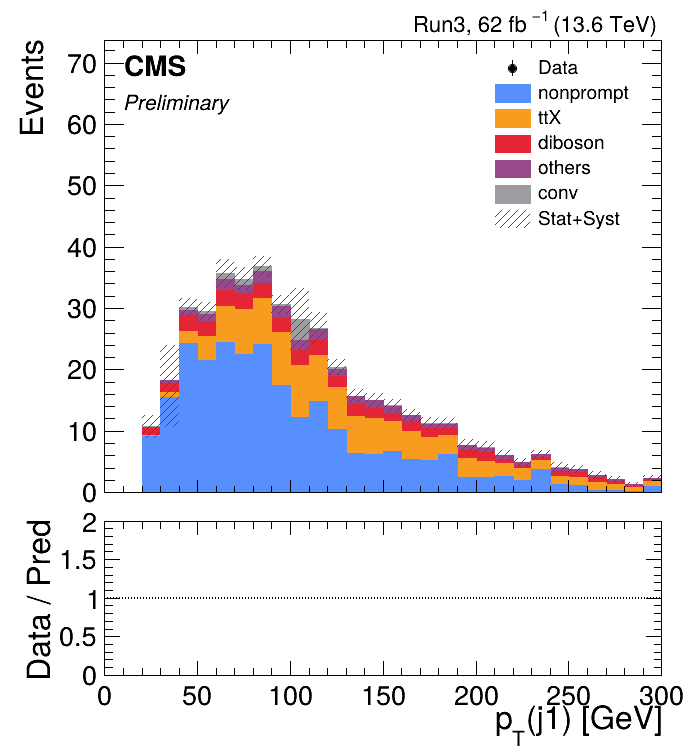 Run3, 62 fb⁻¹ (13.6 TeV)
CMS
Preliminary
Events
70
60
50
40
30
20
10
0
Data
nonprompt
ttX
diboson
others
conv
Stat+Syst
Data / Pred
2
1.5
1
0.5
0
0 50 100 150 200 250 300
p_T(j1) [GeV]